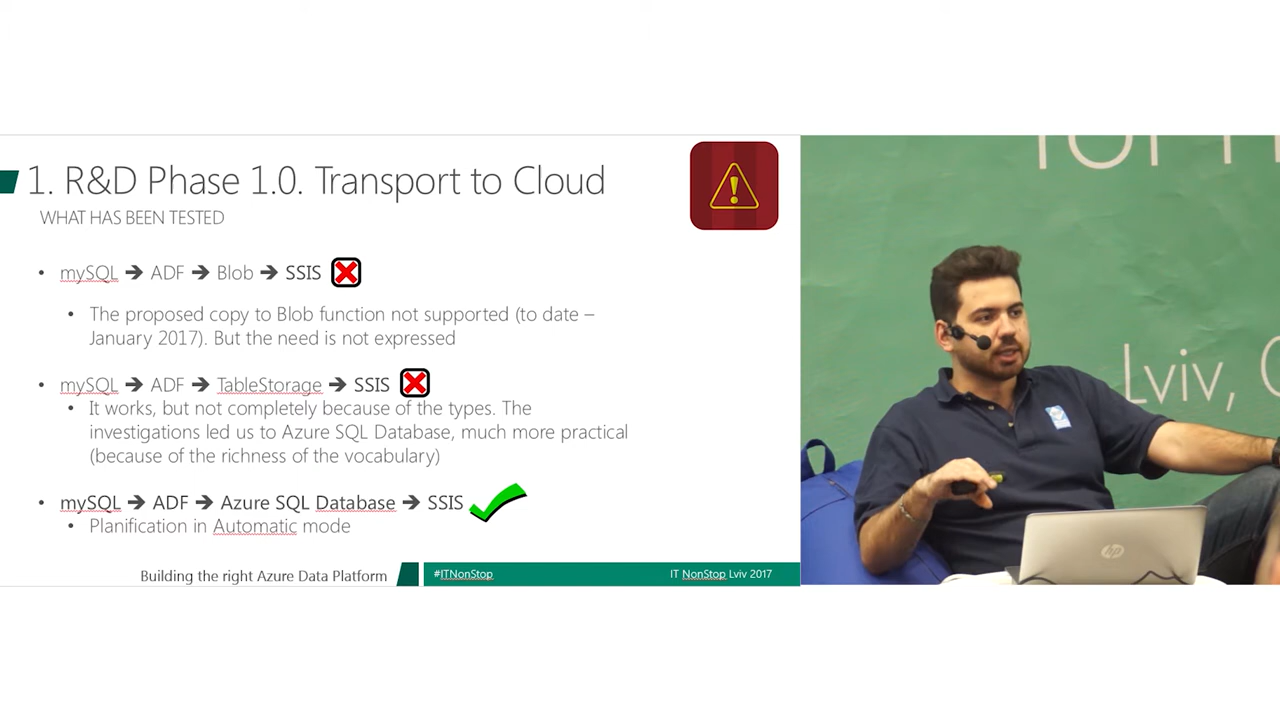 1. R&D Phase 1.0. Transport to Cloud
WHAT HAS BEEN TESTED
• mySQL → ADF → Blob → SSIS
• The proposed copy to Blob function not supported (to date –
January 2017). But the need is not expressed
• mySQL → ADF → TableStorage → SSIS
• It works, but not completely because of the types. The
investigations led us to Azure SQL Database, much more practical
(because of the richness of the vocabulary)
• mySQL → ADF → Azure SQL Database → SSIS
• Planification in Automatic mode
Building the right Azure Data Platform
#ITNonStop
IT NonStop Lviv 2017
Lviv,
hp